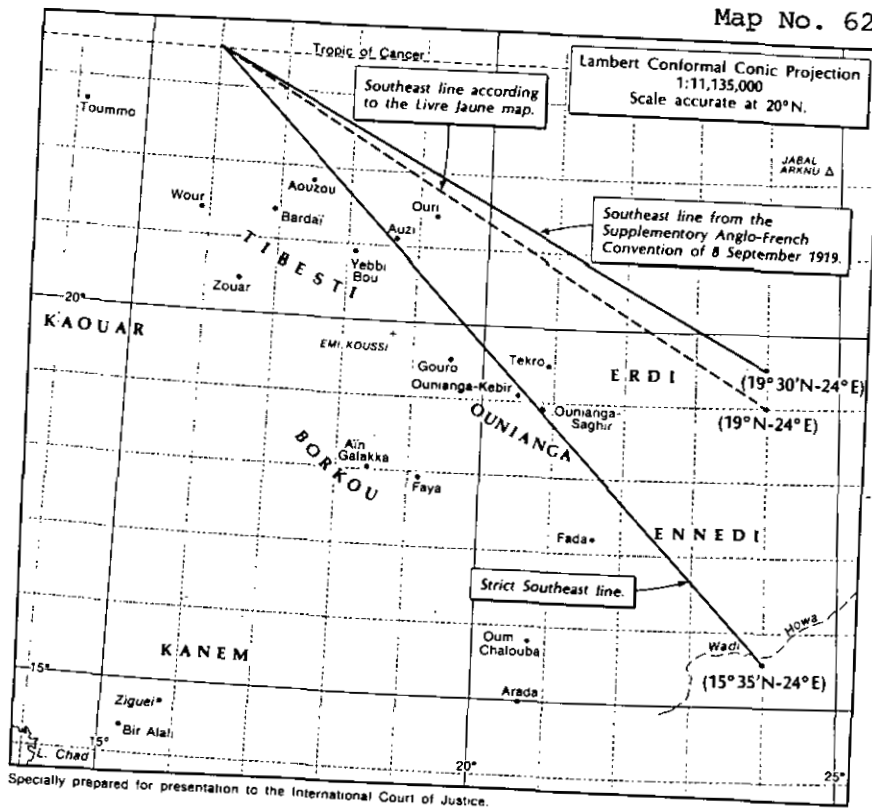 Map No. 62
Tropic of Cancer
Lambert Conformal Conic Projection
1:11,135,000
Scale accurate at 20°N.
Southeast line according
to the Livre Jaune map.
Toummo
JABAL
ARKNU
Aouzou
Wour
Bardaï
Ouri
Auzi
Southeast line from the
Supplementory Anglo-French
Convention of 8 September 1919.
TIBESTI
Yebbi
Bou
Zouar
20°
KAOUAR
EMI KOUSSI
Gouro
Tekro
ERDI
(19°30'N-24°E)
Ounianga-Kebir
Ounianga-
Saghir
(19°N-24°E)
OUNIANGA
BORKOU
Aïn
Galakka
Faya
Fada
ENNEDI
Strict Southeast line.
Oum
Chalouba
Wadi
Howa
KANEM
15°
(15°35'N-24°E)
Ziguei
Arada
Bir Alali
L. Chad
15°
20°
25°
Specially prepared for presentation to the International Court of Justice.